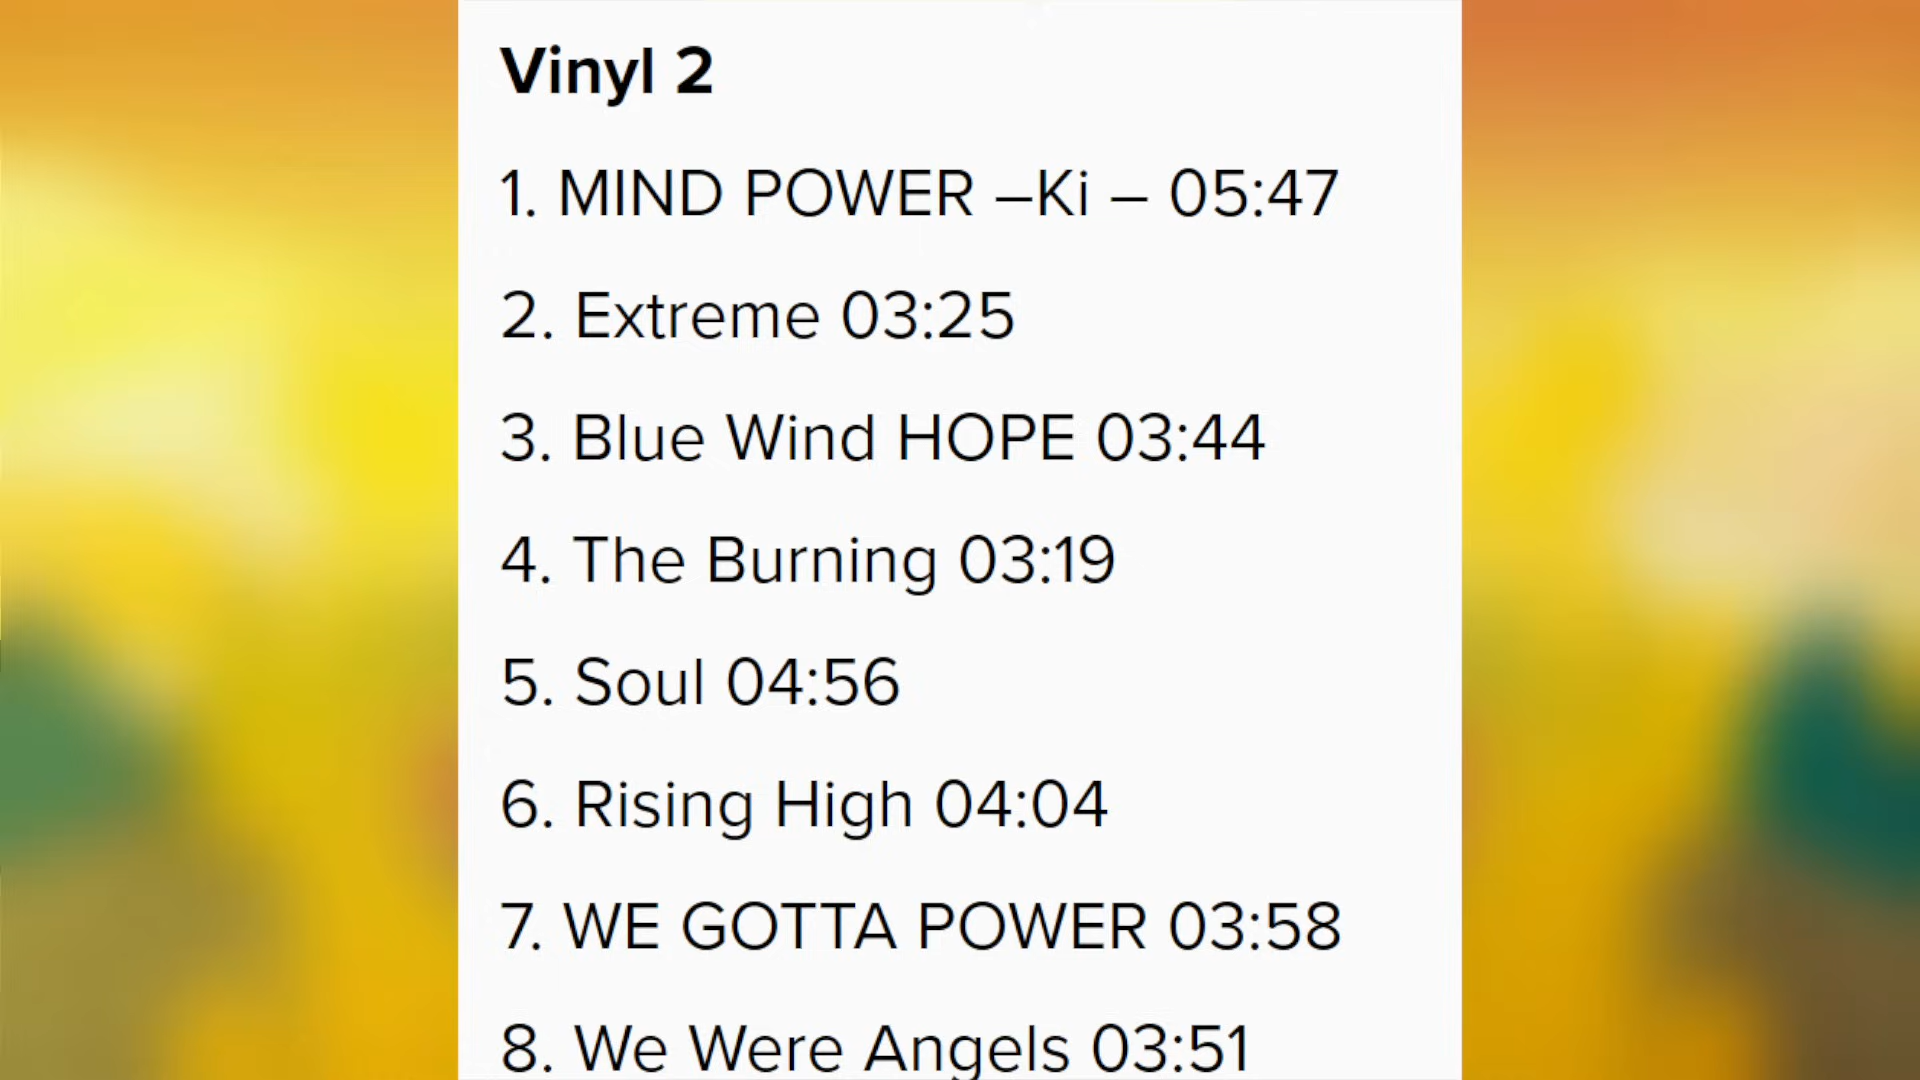 Vinyl 2
1. MIND POWER –Ki – 05:47
2. Extreme 03:25
3. Blue Wind HOPE 03:44
4. The Burning 03:19
5. Soul 04:56
6. Rising High 04:04
7. WE GOTTA POWER 03:58
8. We Were Angels 03:51